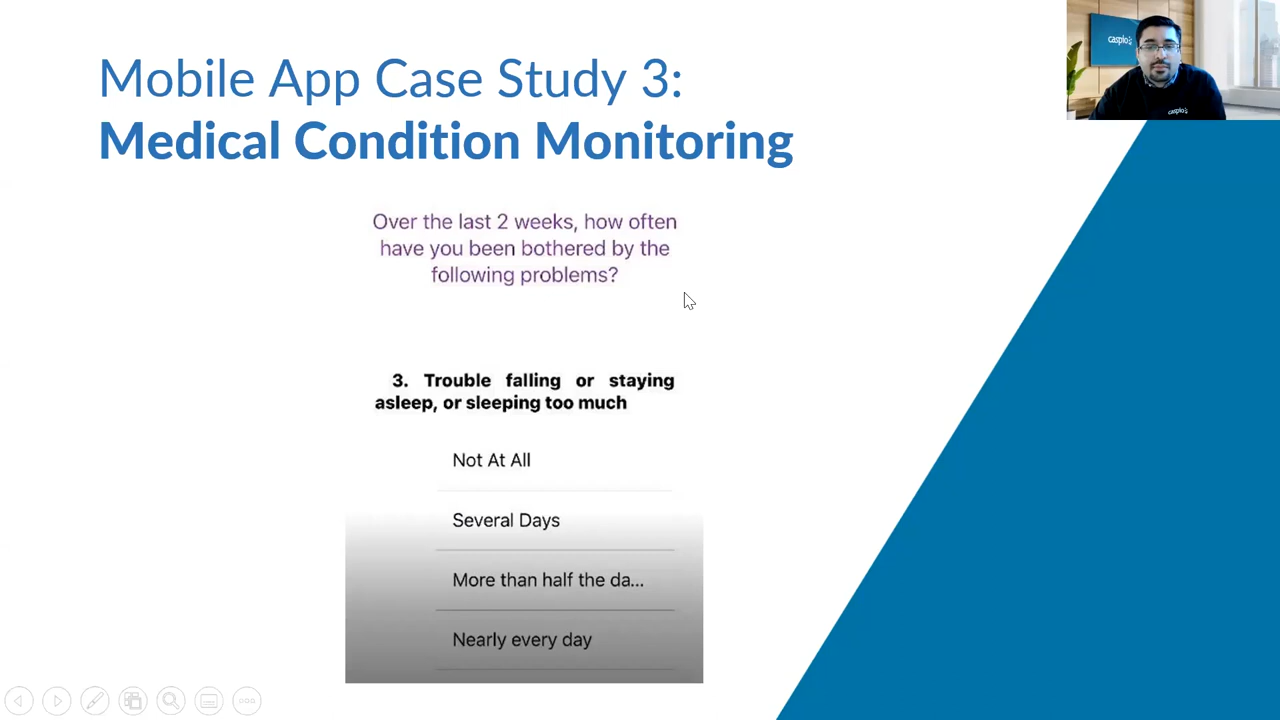 Mobile App Case Study 3:
Medical Condition Monitoring
caspio
caspio
Over the last 2 weeks, how often
have you been bothered by the
following problems?
3. Trouble falling or staying
asleep, or sleeping too much
Not At All
Several Days
More than half the da...
Nearly every day